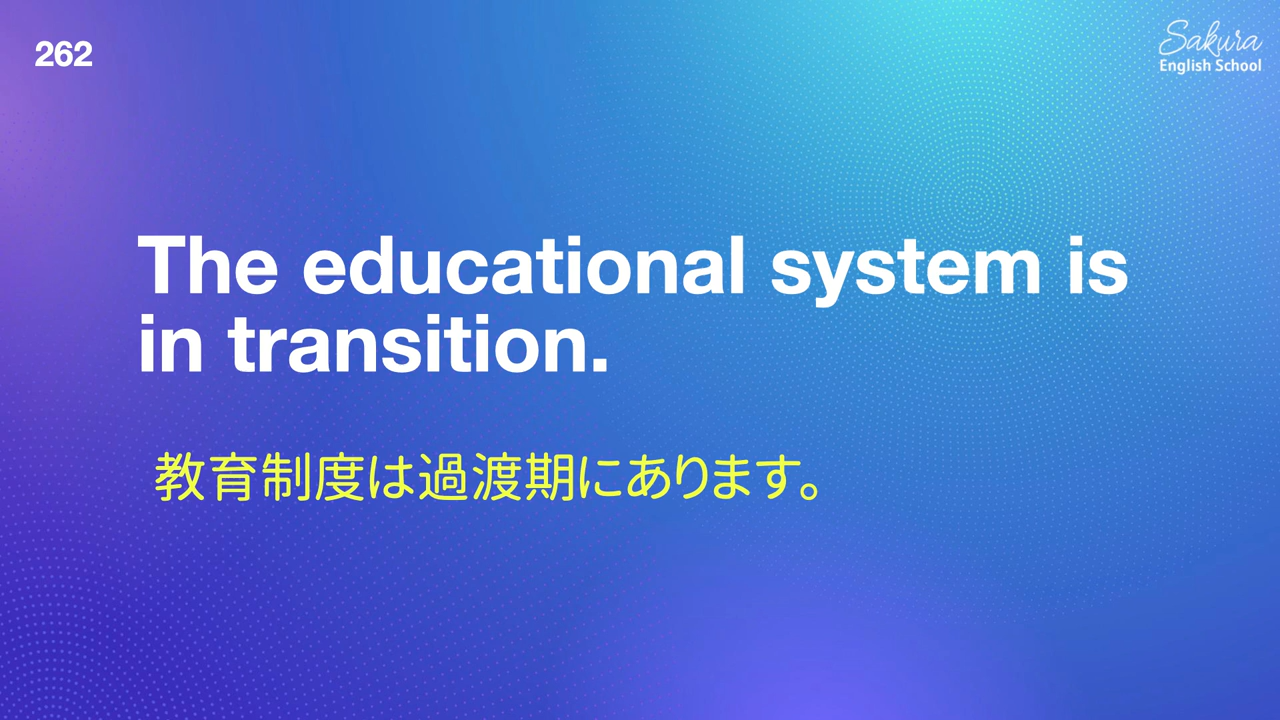 262
Sakura
English School
The educational system is
in transition.
教育制度は過渡期にあります。